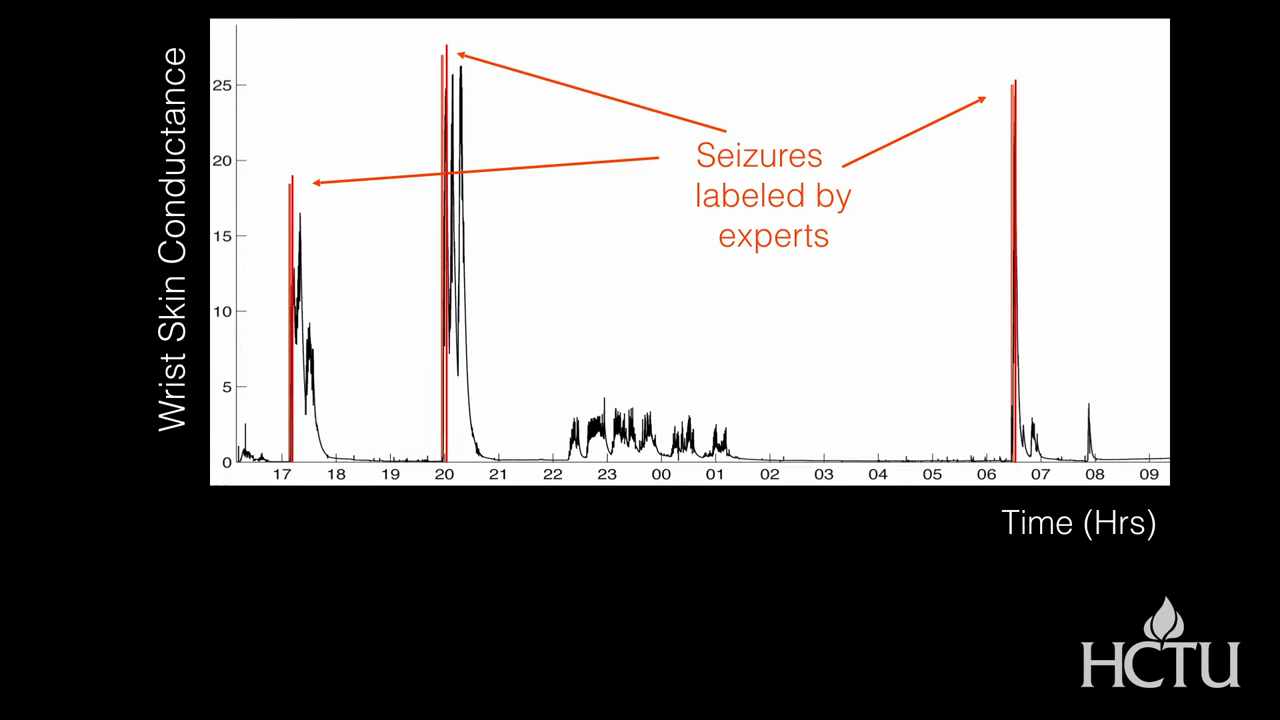 Wrist Skin Conductance
25
20
15
10
5
0
Seizures
labeled by
experts
17 18 19 20 21 22 23 00 01 02 03 04 05 06 07 08 09
Time (Hrs)
HCTU